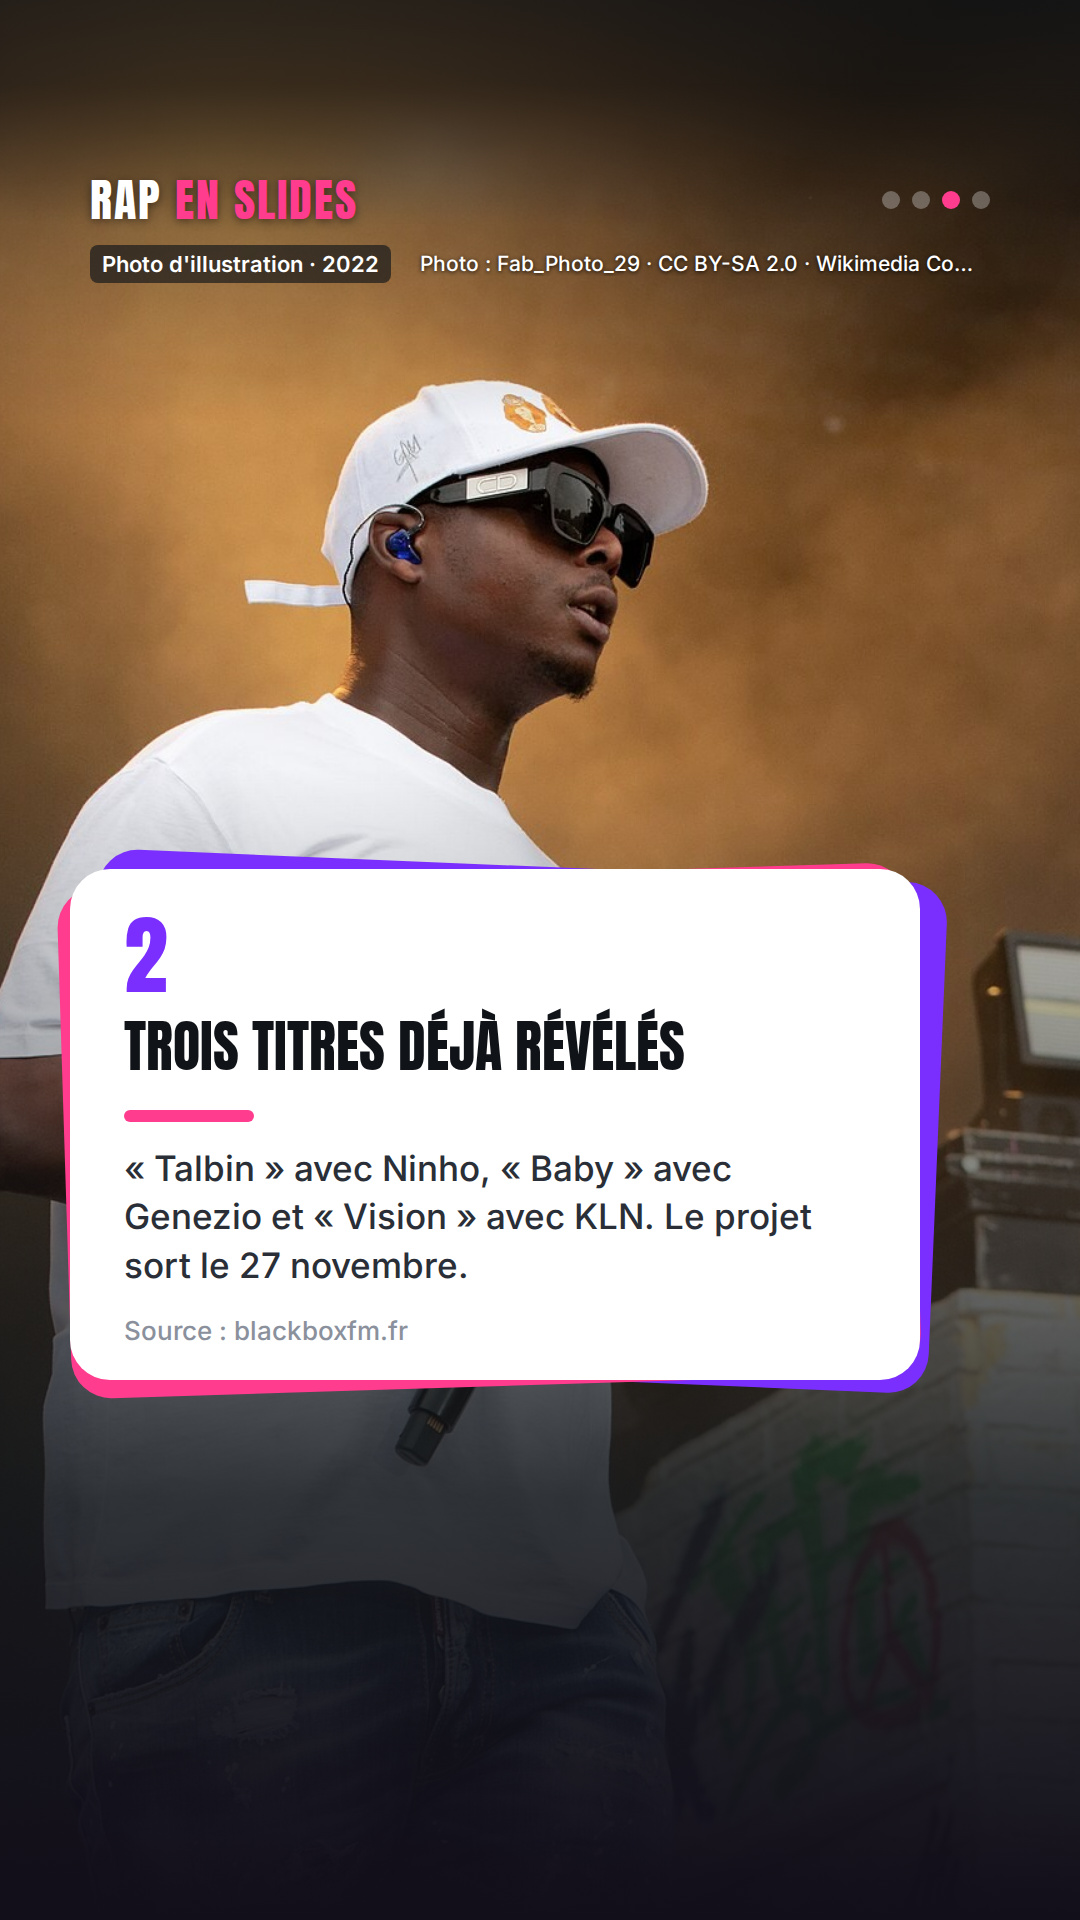 RAP EN SLIDES
Photo d'illustration · 2022
Photo : Fab_Photo_29 · CC BY-SA 2.0 · Wikimedia Co...
CD
2
TROIS TITRES DÉJÀ RÉVÉLÉS
« Talbin » avec Ninho, « Baby » avec
Genezio et « Vision » avec KLN. Le projet
sort le 27 novembre.
Source : blackboxfm.fr